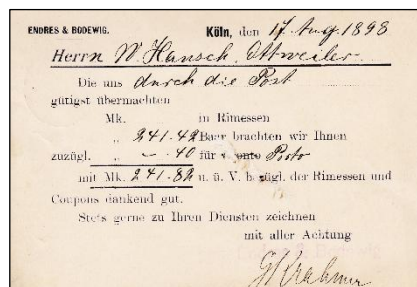 ENDRES & BODEWIG. Köln, den 17. Aug. 1898
Herrn W. Hansch, Ottweiler
Die uns durch die Post
gütigst übermachten
Mk. in Rimessen
„ 241.42 Baar brachten wir Ihnen
zuzügl. „ —.40 für Porto
mit Mk. 241.82 u. ü. V. bezügl. der Rimessen und
Coupons dankend gut.
Stets gerne zu Ihren Diensten zeichnen
mit aller Achtung